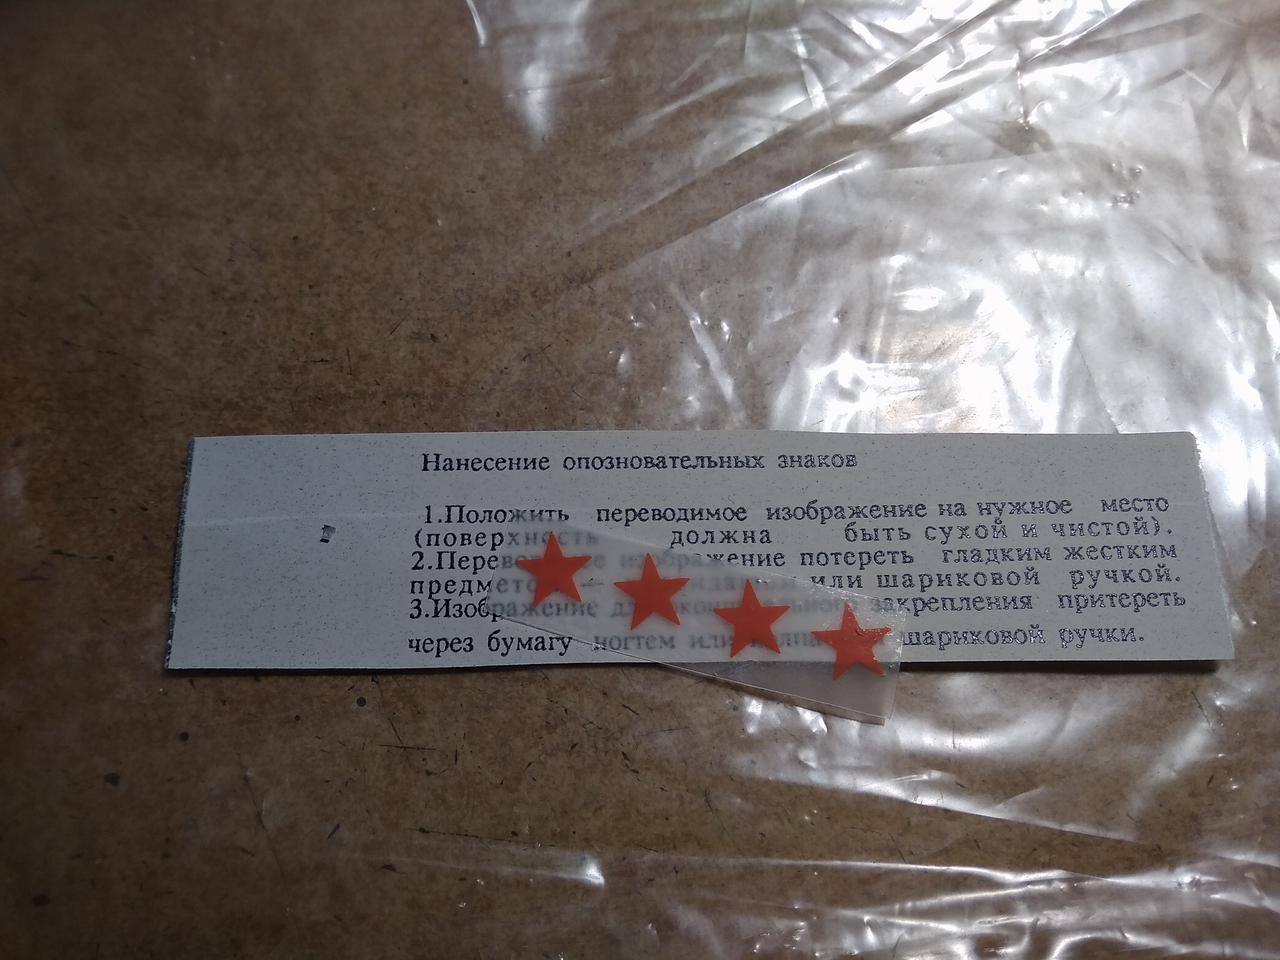 Нанесение опозновательных знаков
1.Положить переводимое изображение на нужное место
(поверхность должна быть сухой и чистой).
2.Переводимое изображение потереть гладким жестким
предметом — или шариковой ручкой.
3.Изображение для окончательного закрепления притереть
через бумагу ногтем или шариковой ручки.